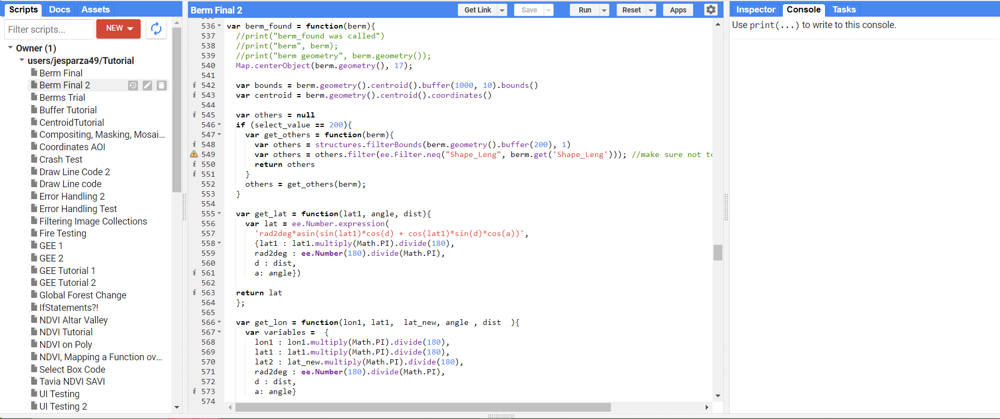 Scripts Docs Assets
Filter scripts... NEW
Owner (1)
users/jesparza49/Tutorial
Berm Final
Berm Final 2
Berms Trial
Buffer Tutorial
CentroidTutorial
Compositing, Masking, Mosai...
Coordinates AOI
Crash Test
Draw Line Code 2
Draw Line code
Error Handling 2
Error Handling Test
Filtering Image Collections
Fire Testing
GEE 1
GEE 2
GEE Tutorial 1
GEE Tutorial 2
Global Forest Change
IfStatements?!
NDVI Altar Valley
NDVI Tutorial
NDVI on Poly
NDVI, Mapping a Function ov...
Select Box Code
Tavia NDVI SAVI
UI Testing
UI Testing 2
Berm Final 2 Get Link Save Run Reset Apps
536 var berm_found = function(berm){
537 //print("berm_found was called")
538 //print("berm", berm);
539 //print("berm geometry", berm.geometry());
540 Map.centerObject(berm.geometry(), 17);
541
i 542 var bounds = berm.geometry().centroid().buffer(1000, 10).bounds()
i 543 var centroid = berm.geometry().centroid().coordinates()
544
i 545 var others = null
546 if (select_value == 200){
547 var get_others = function(berm){
i 548 var others = structures.filterBounds(berm.geometry().buffer(200), 1)
549 var others = others.filter(ee.Filter.neq("Shape_Leng", berm.get('Shape_Leng'))); //make sure not to
i 550 return others
i 551 }
552 others = get_others(berm);
553 }
554
555 var get_lat = function(lat1, angle, dist){
556 var lat = ee.Number.expression(
557 'rad2deg*asin(sin(lat1)*cos(d) + cos(lat1)*sin(d)*cos(a))',
558 {lat1 : lat1.multiply(Math.PI).divide(180),
559 rad2deg : ee.Number(180).divide(Math.PI),
560 d : dist,
i 561 a: angle})
562
i 563 return lat
564 };
565
566 var get_lon = function(lon1, lat1, lat_new, angle , dist ){
567 var variables = {
568 lon1 : lon1.multiply(Math.PI).divide(180),
569 lat1 : lat1.multiply(Math.PI).divide(180),
570 lat2 : lat_new.multiply(Math.PI).divide(180),
571 rad2deg : ee.Number(180).divide(Math.PI),
572 d : dist,
i 573 a: angle}
574
Inspector Console Tasks
Use print(...) to write to this console.